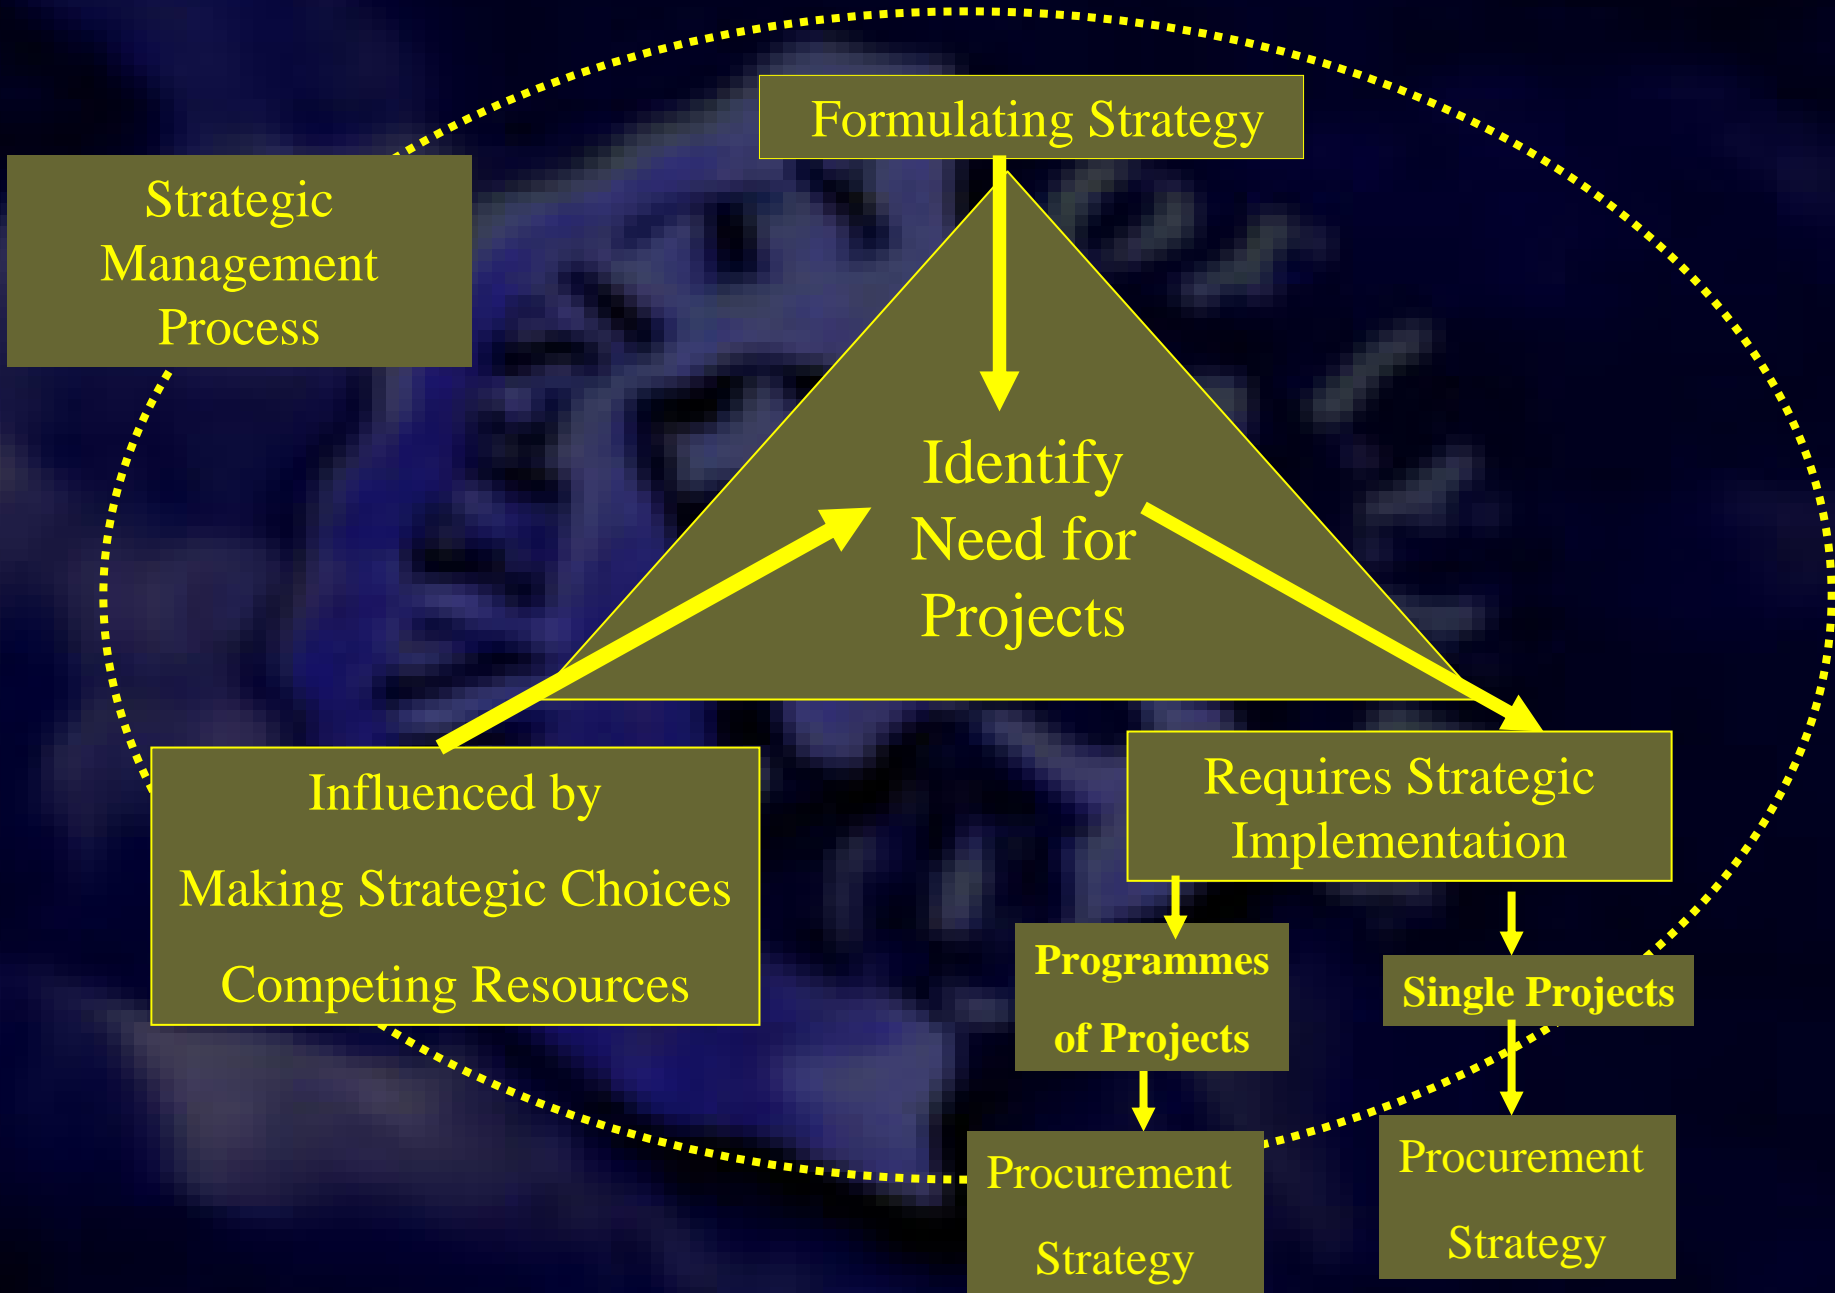 Formulating Strategy
Strategic
Management
Process
Identify
Need for
Projects
Influenced by
Making Strategic Choices
Competing Resources
Requires Strategic
Implementation
Programmes
of Projects
Single Projects
Procurement
Strategy
Procurement
Strategy